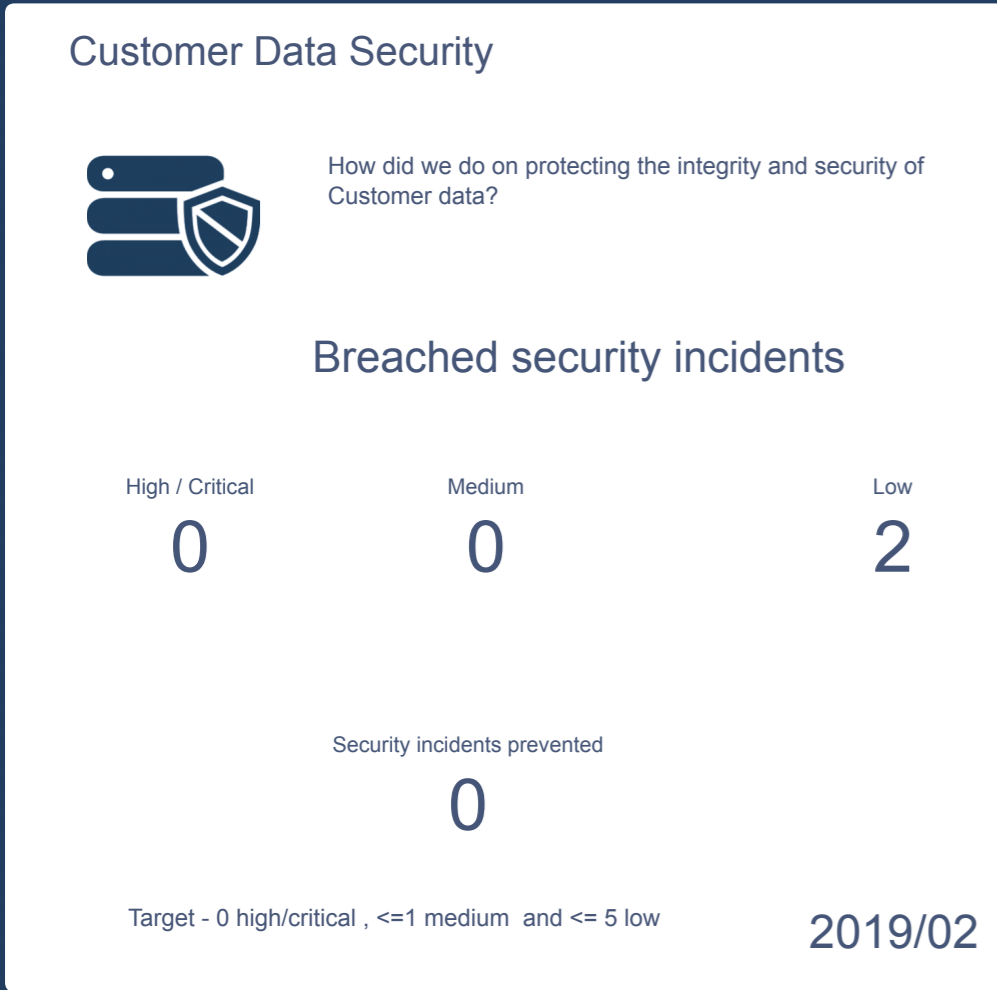 Customer Data Security
How did we do on protecting the integrity and security of
Customer data?
Breached security incidents
High / Critical
Medium
Low
0
0
2
Security incidents prevented
0
Target - 0 high/critical , <=1 medium  and <= 5 low
2019/02